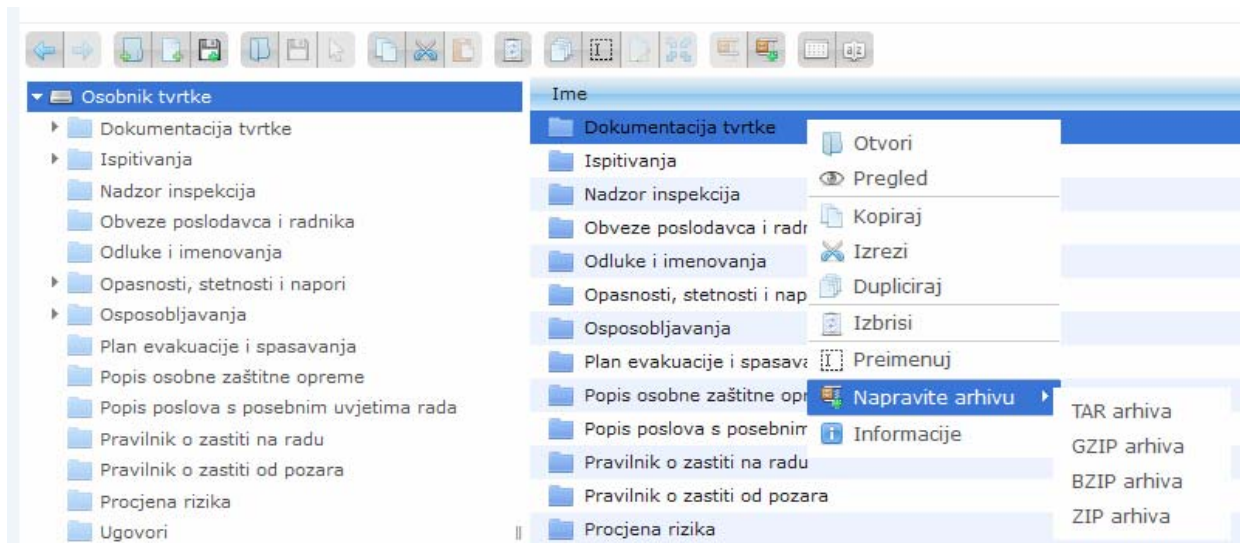 Osobnik tvrtke
Dokumentacija tvrtke
Ispitivanja
Nadzor inspekcija
Obveze poslodavca i radnika
Odluke i imenovanja
Opasnosti, stetnosti i napori
Osposobljavanja
Plan evakuacije i spasavanja
Popis osobne zaštitne opreme
Popis poslova s posebnim uvjetima rada
Pravilnik o zastiti na radu
Pravilnik o zastiti od pozara
Procjena rizika
Ugovori
Ime
Dokumentacija tvrtke
Ispitivanja
Nadzor inspekcija
Obveze poslodavca i radr
Odluke i imenovanja
Opasnosti, stetnosti i nap
Osposobljavanja
Plan evakuacije i spasava
Popis osobne zaštitne opr
Popis poslova s posebnim
Pravilnik o zastiti na radu
Pravilnik o zastiti od pozara
Procjena rizika
Otvori
Pregled
Kopiraj
Izrezi
Dupliciraj
Izbrisi
Preimenuj
Napravite arhivu
Informacije
TAR arhiva
GZIP arhiva
BZIP arhiva
ZIP arhiva